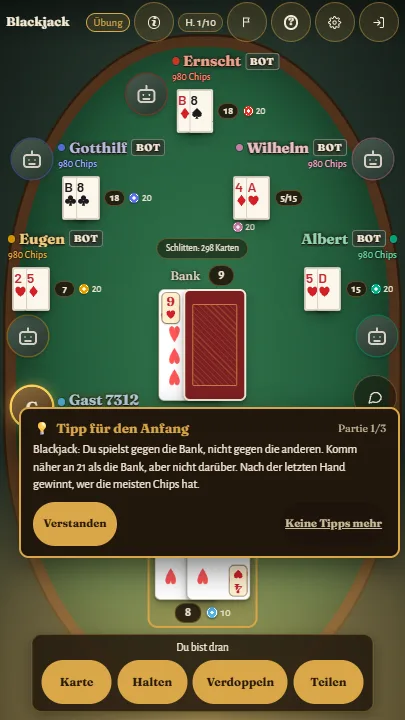 Blackjack
Übung
H. 1/10
Ernscht BOT
980 Chips
B 8
18 20
Gotthilf BOT
980 Chips
B 8
18 20
Wilhelm BOT
980 Chips
4 A
5/15
20
Eugen BOT
980 Chips
2 5
7 20
Schlitten: 298 Karten
Albert BOT
980 Chips
5 D
15 20
Bank 9
9
Gast 7312
Tipp für den Anfang
Partie 1/3
Blackjack: Du spielst gegen die Bank, nicht gegen die anderen. Komm
näher an 21 als die Bank, aber nicht darüber. Nach der letzten Hand
gewinnt, wer die meisten Chips hat.
Verstanden
Keine Tipps mehr
4
8 10
Du bist dran
Karte
Halten
Verdoppeln
Teilen